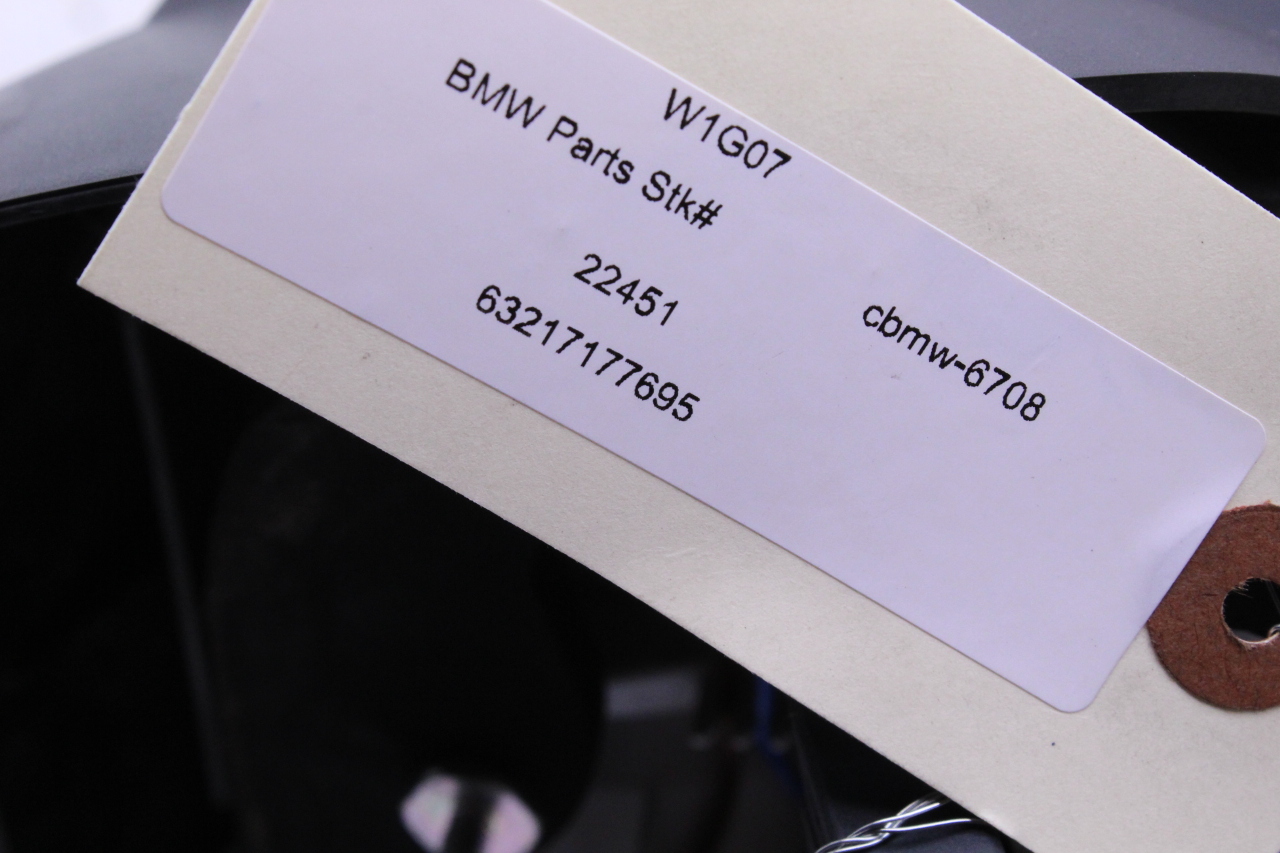 W1G07
BMW Parts Stk#
22451
cbmw-6708
63217177695